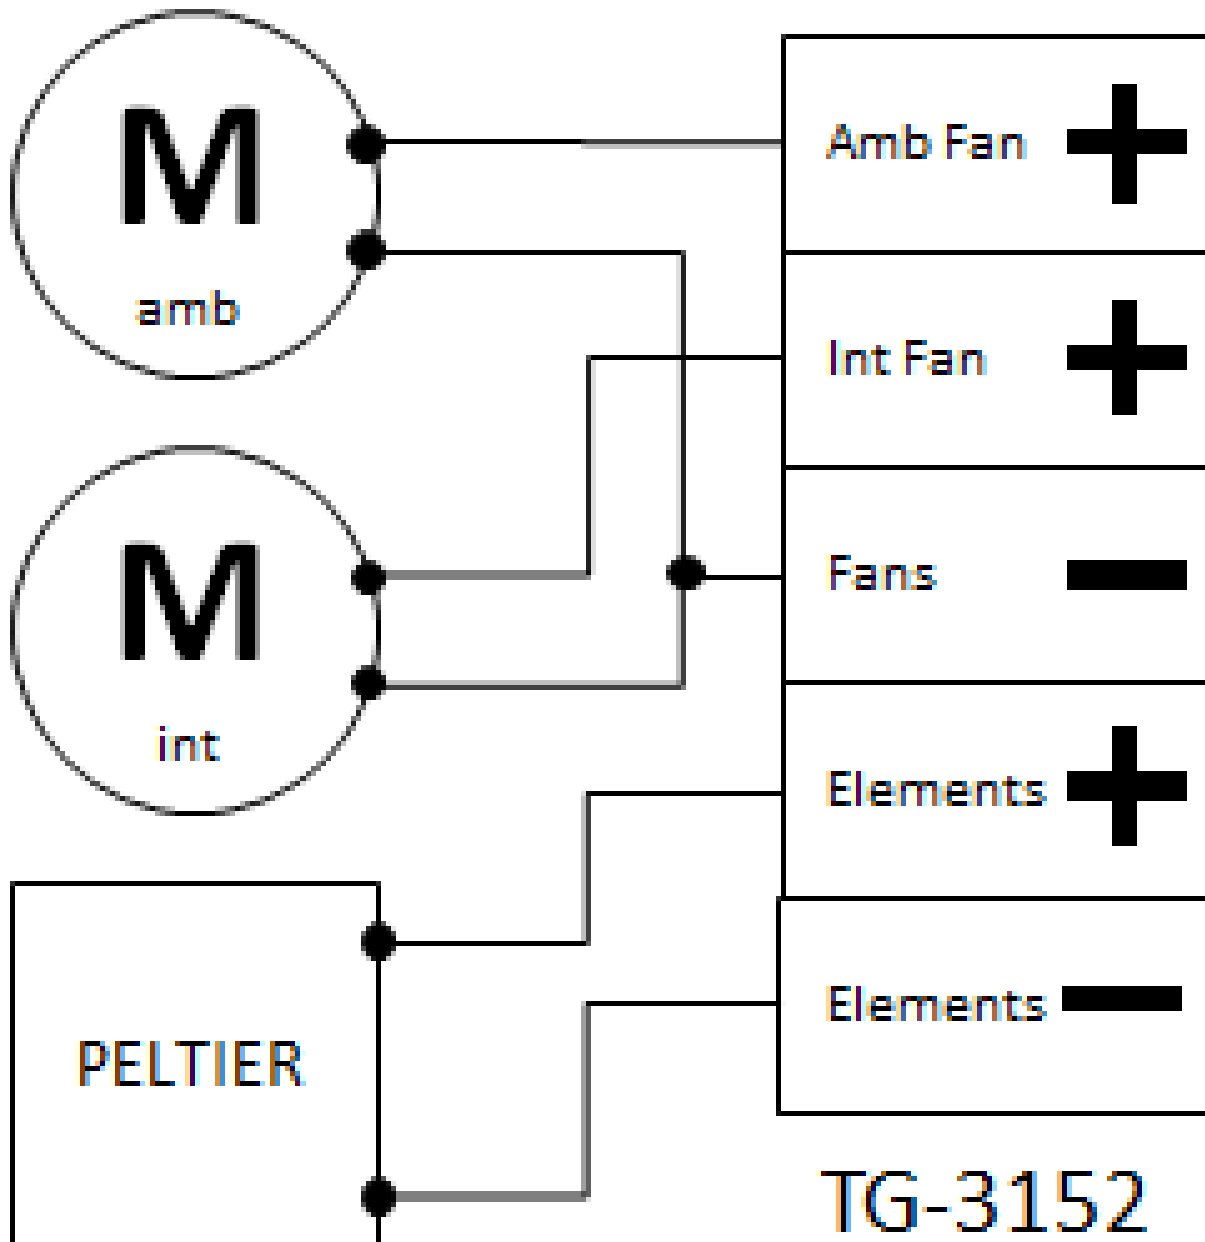 M
amb
M
int
PELTIER
Amb Fan +
Int Fan +
Fans -
Elements +
Elements -
TG-3152